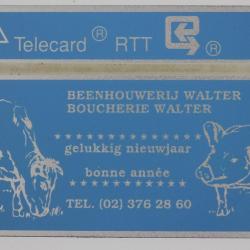 Telecard ® RTT ®
BEENHOUWERIJ WALTER
BOUCHERIE WALTER
gelukkig nieuwjaar
bonne année
TEL. (02) 376 28 60